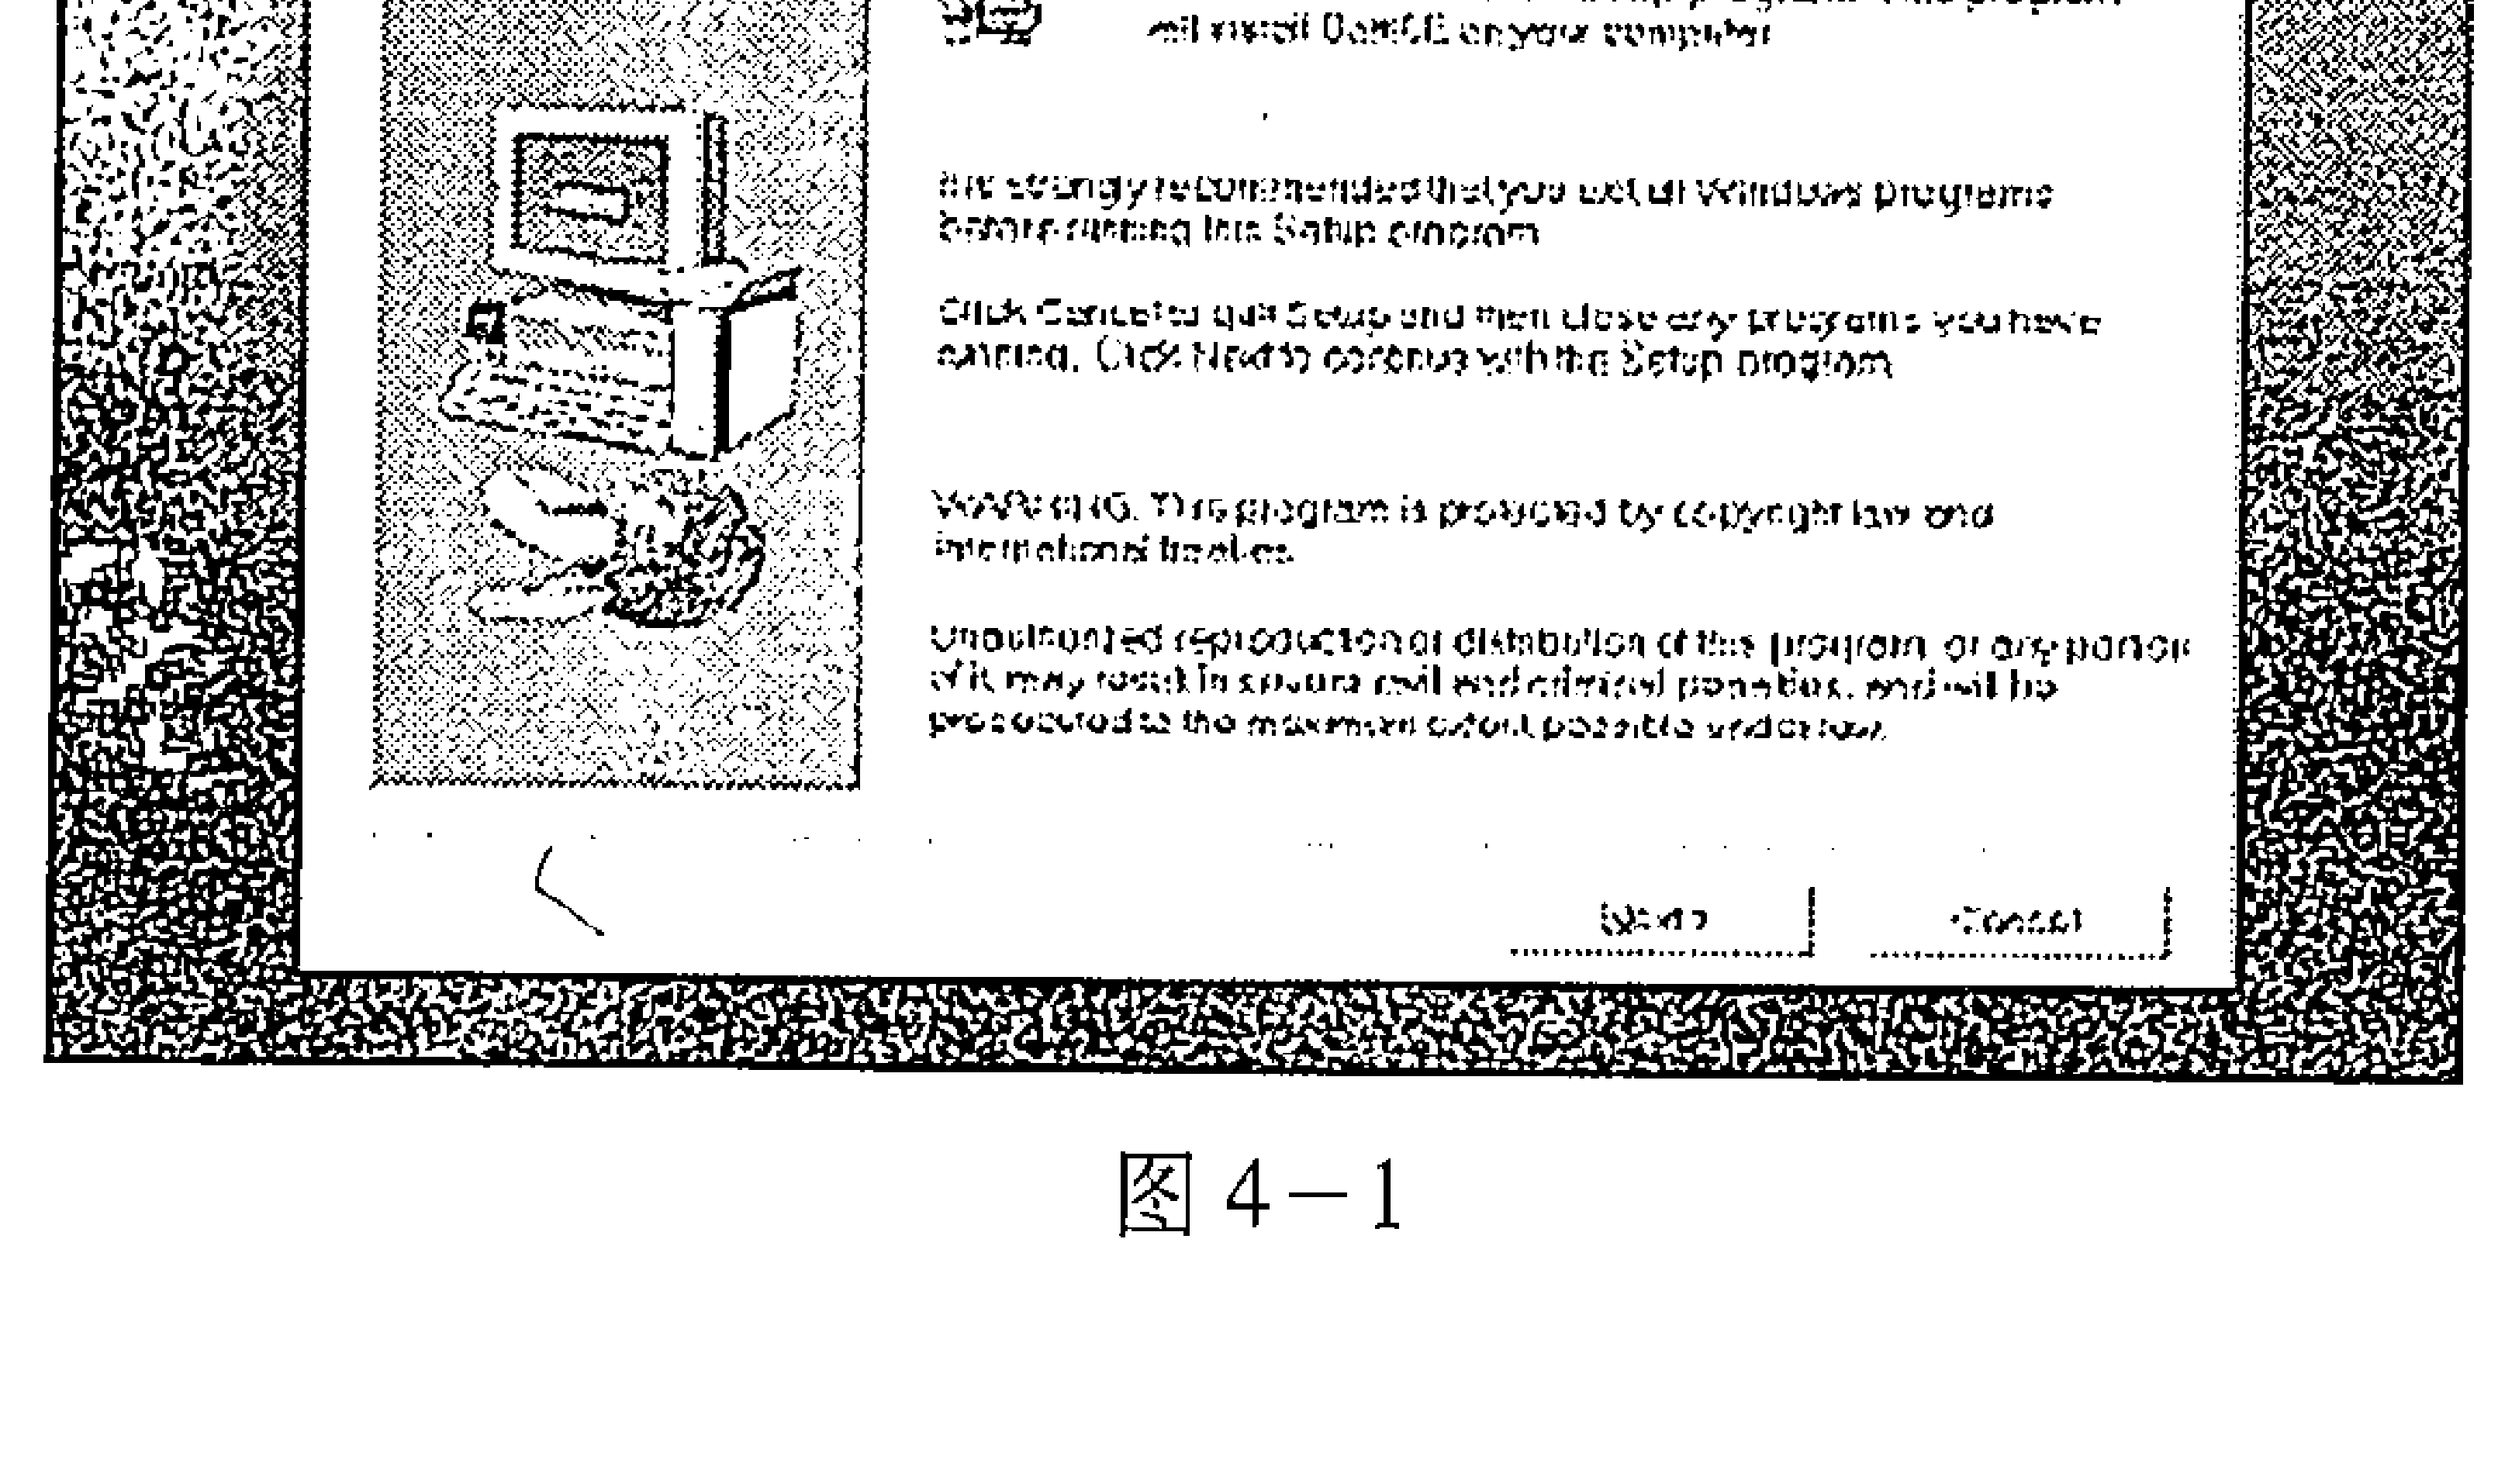 install on your computer
It is strongly recommended that you exit all Windows programs
before running this Setup program
Click Cancel to quit Setup and then close any programs you have
running. Click Next to continue with the Setup program
WARNING. This program is protected by copyright law and
international treaties
Unauthorized reproduction or distribution of this program, or any portion
of it may result in severe civil and criminal penalties, and will be
prosecuted to the maximum extent possible under law.
Next>
Cancel
图 4－1